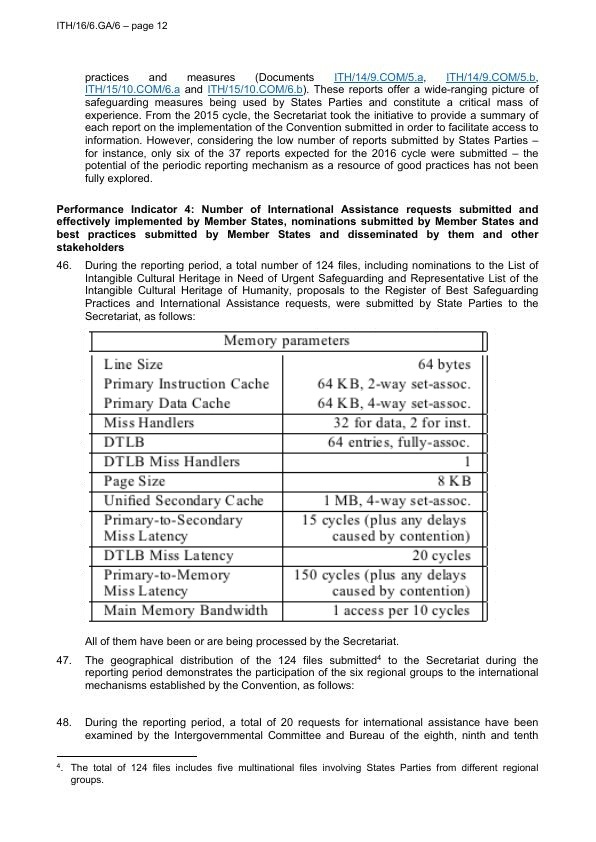 ITH/16/6.GA/6 – page 12
practices and measures (Documents ITH/14/9.COM/5.a, ITH/14/9.COM/5.b,
ITH/15/10.COM/6.a and ITH/15/10.COM/6.b). These reports offer a wide-ranging picture of
safeguarding measures being used by States Parties and constitute a critical mass of
experience. From the 2015 cycle, the Secretariat took the initiative to provide a summary of
each report on the implementation of the Convention submitted in order to facilitate access to
information. However, considering the low number of reports submitted by States Parties –
for instance, only six of the 37 reports expected for the 2016 cycle were submitted – the
potential of the periodic reporting mechanism as a resource of good practices has not been
fully explored.
Performance Indicator 4: Number of International Assistance requests submitted and
effectively implemented by Member States, nominations submitted by Member States and
best practices submitted by Member States and disseminated by them and other
stakeholders
46. During the reporting period, a total number of 124 files, including nominations to the List of
Intangible Cultural Heritage in Need of Urgent Safeguarding and Representative List of the
Intangible Cultural Heritage of Humanity, proposals to the Register of Best Safeguarding
Practices and International Assistance requests, were submitted by State Parties to the
Secretariat, as follows:
Memory parameters
Line Size 64 bytes
Primary Instruction Cache 64 KB, 2-way set-assoc.
Primary Data Cache 64 KB, 4-way set-assoc.
Miss Handlers 32 for data, 2 for inst.
DTLB 64 entries, fully-assoc.
DTLB Miss Handlers 1
Page Size 8 KB
Unified Secondary Cache 1 MB, 4-way set-assoc.
Primary-to-Secondary 15 cycles (plus any delays
Miss Latency caused by contention)
DTLB Miss Latency 20 cycles
Primary-to-Memory 150 cycles (plus any delays
Miss Latency caused by contention)
Main Memory Bandwidth 1 access per 10 cycles
All of them have been or are being processed by the Secretariat.
47. The geographical distribution of the 124 files submitted4 to the Secretariat during the
reporting period demonstrates the participation of the six regional groups to the international
mechanisms established by the Convention, as follows:
48. During the reporting period, a total of 20 requests for international assistance have been
examined by the Intergovernmental Committee and Bureau of the eighth, ninth and tenth
4. The total of 124 files includes five multinational files involving States Parties from different regional
groups.